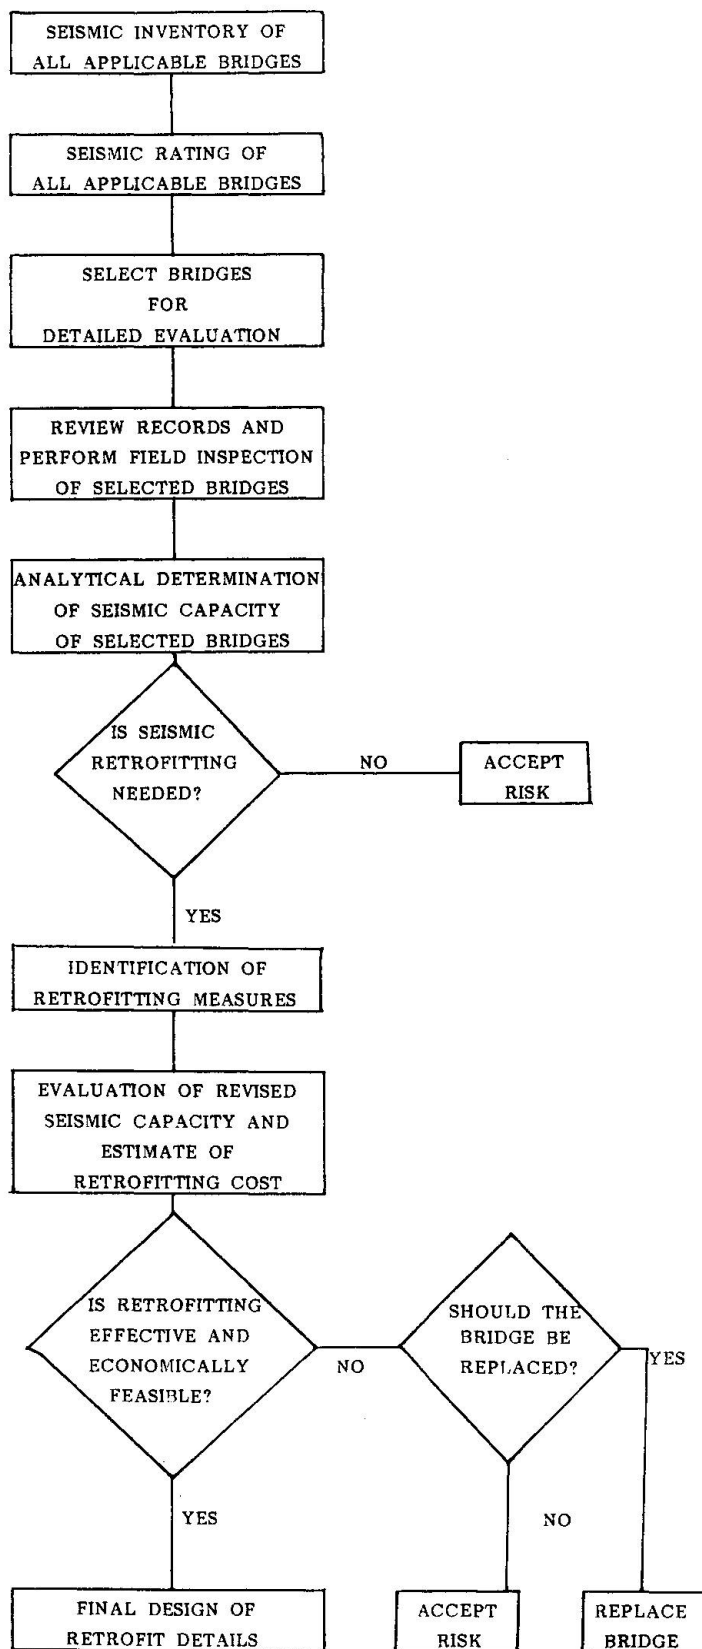 SEISMIC INVENTORY OF
ALL APPLICABLE BRIDGES
SEISMIC RATING OF
ALL APPLICABLE BRIDGES
SELECT BRIDGES
FOR
DETAILED EVALUATION
REVIEW RECORDS AND
PERFORM FIELD INSPECTION
OF SELECTED BRIDGES
ANALYTICAL DETERMINATION
OF SEISMIC CAPACITY
OF SELECTED BRIDGES
IS SEISMIC
RETROFITTING
NEEDED?
NO
ACCEPT
RISK
YES
IDENTIFICATION OF
RETROFITTING MEASURES
EVALUATION OF REVISED
SEISMIC CAPACITY AND
ESTIMATE OF
RETROFITTING COST
IS RETROFITTING
EFFECTIVE AND
ECONOMICALLY
FEASIBLE?
NO
SHOULD THE
BRIDGE BE
REPLACED?
YES
YES
NO
FINAL DESIGN OF
RETROFIT DETAILS
ACCEPT
RISK
REPLACE
BRIDGE